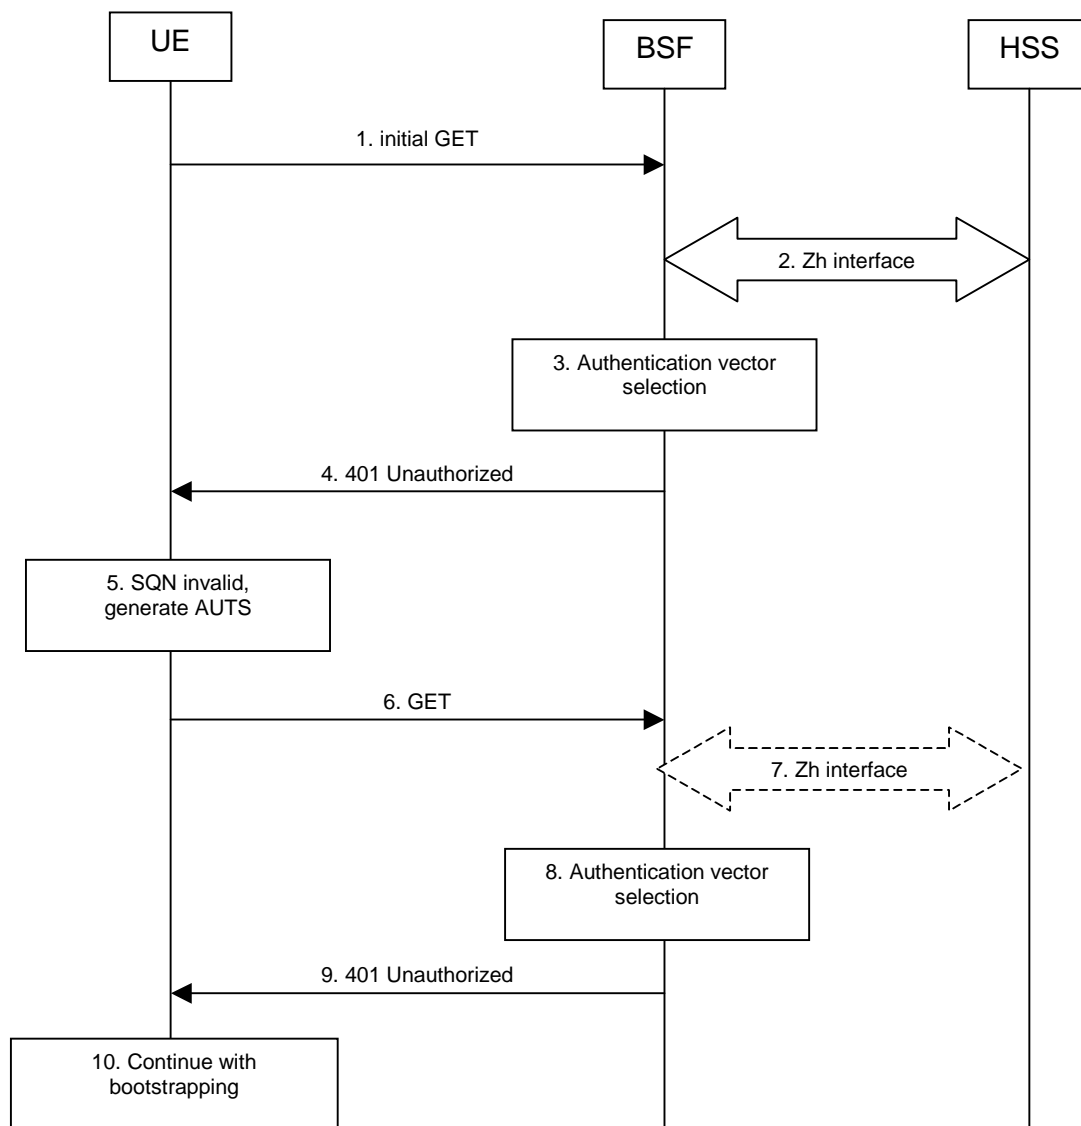 UE
BSF
HSS
1. initial GET
2. Zh interface
3. Authentication vector
selection
4. 401 Unauthorized
5. SQN invalid,
generate AUTS
6. GET
7. Zh interface
8. Authentication vector
selection
9. 401 Unauthorized
10. Continue with
bootstrapping